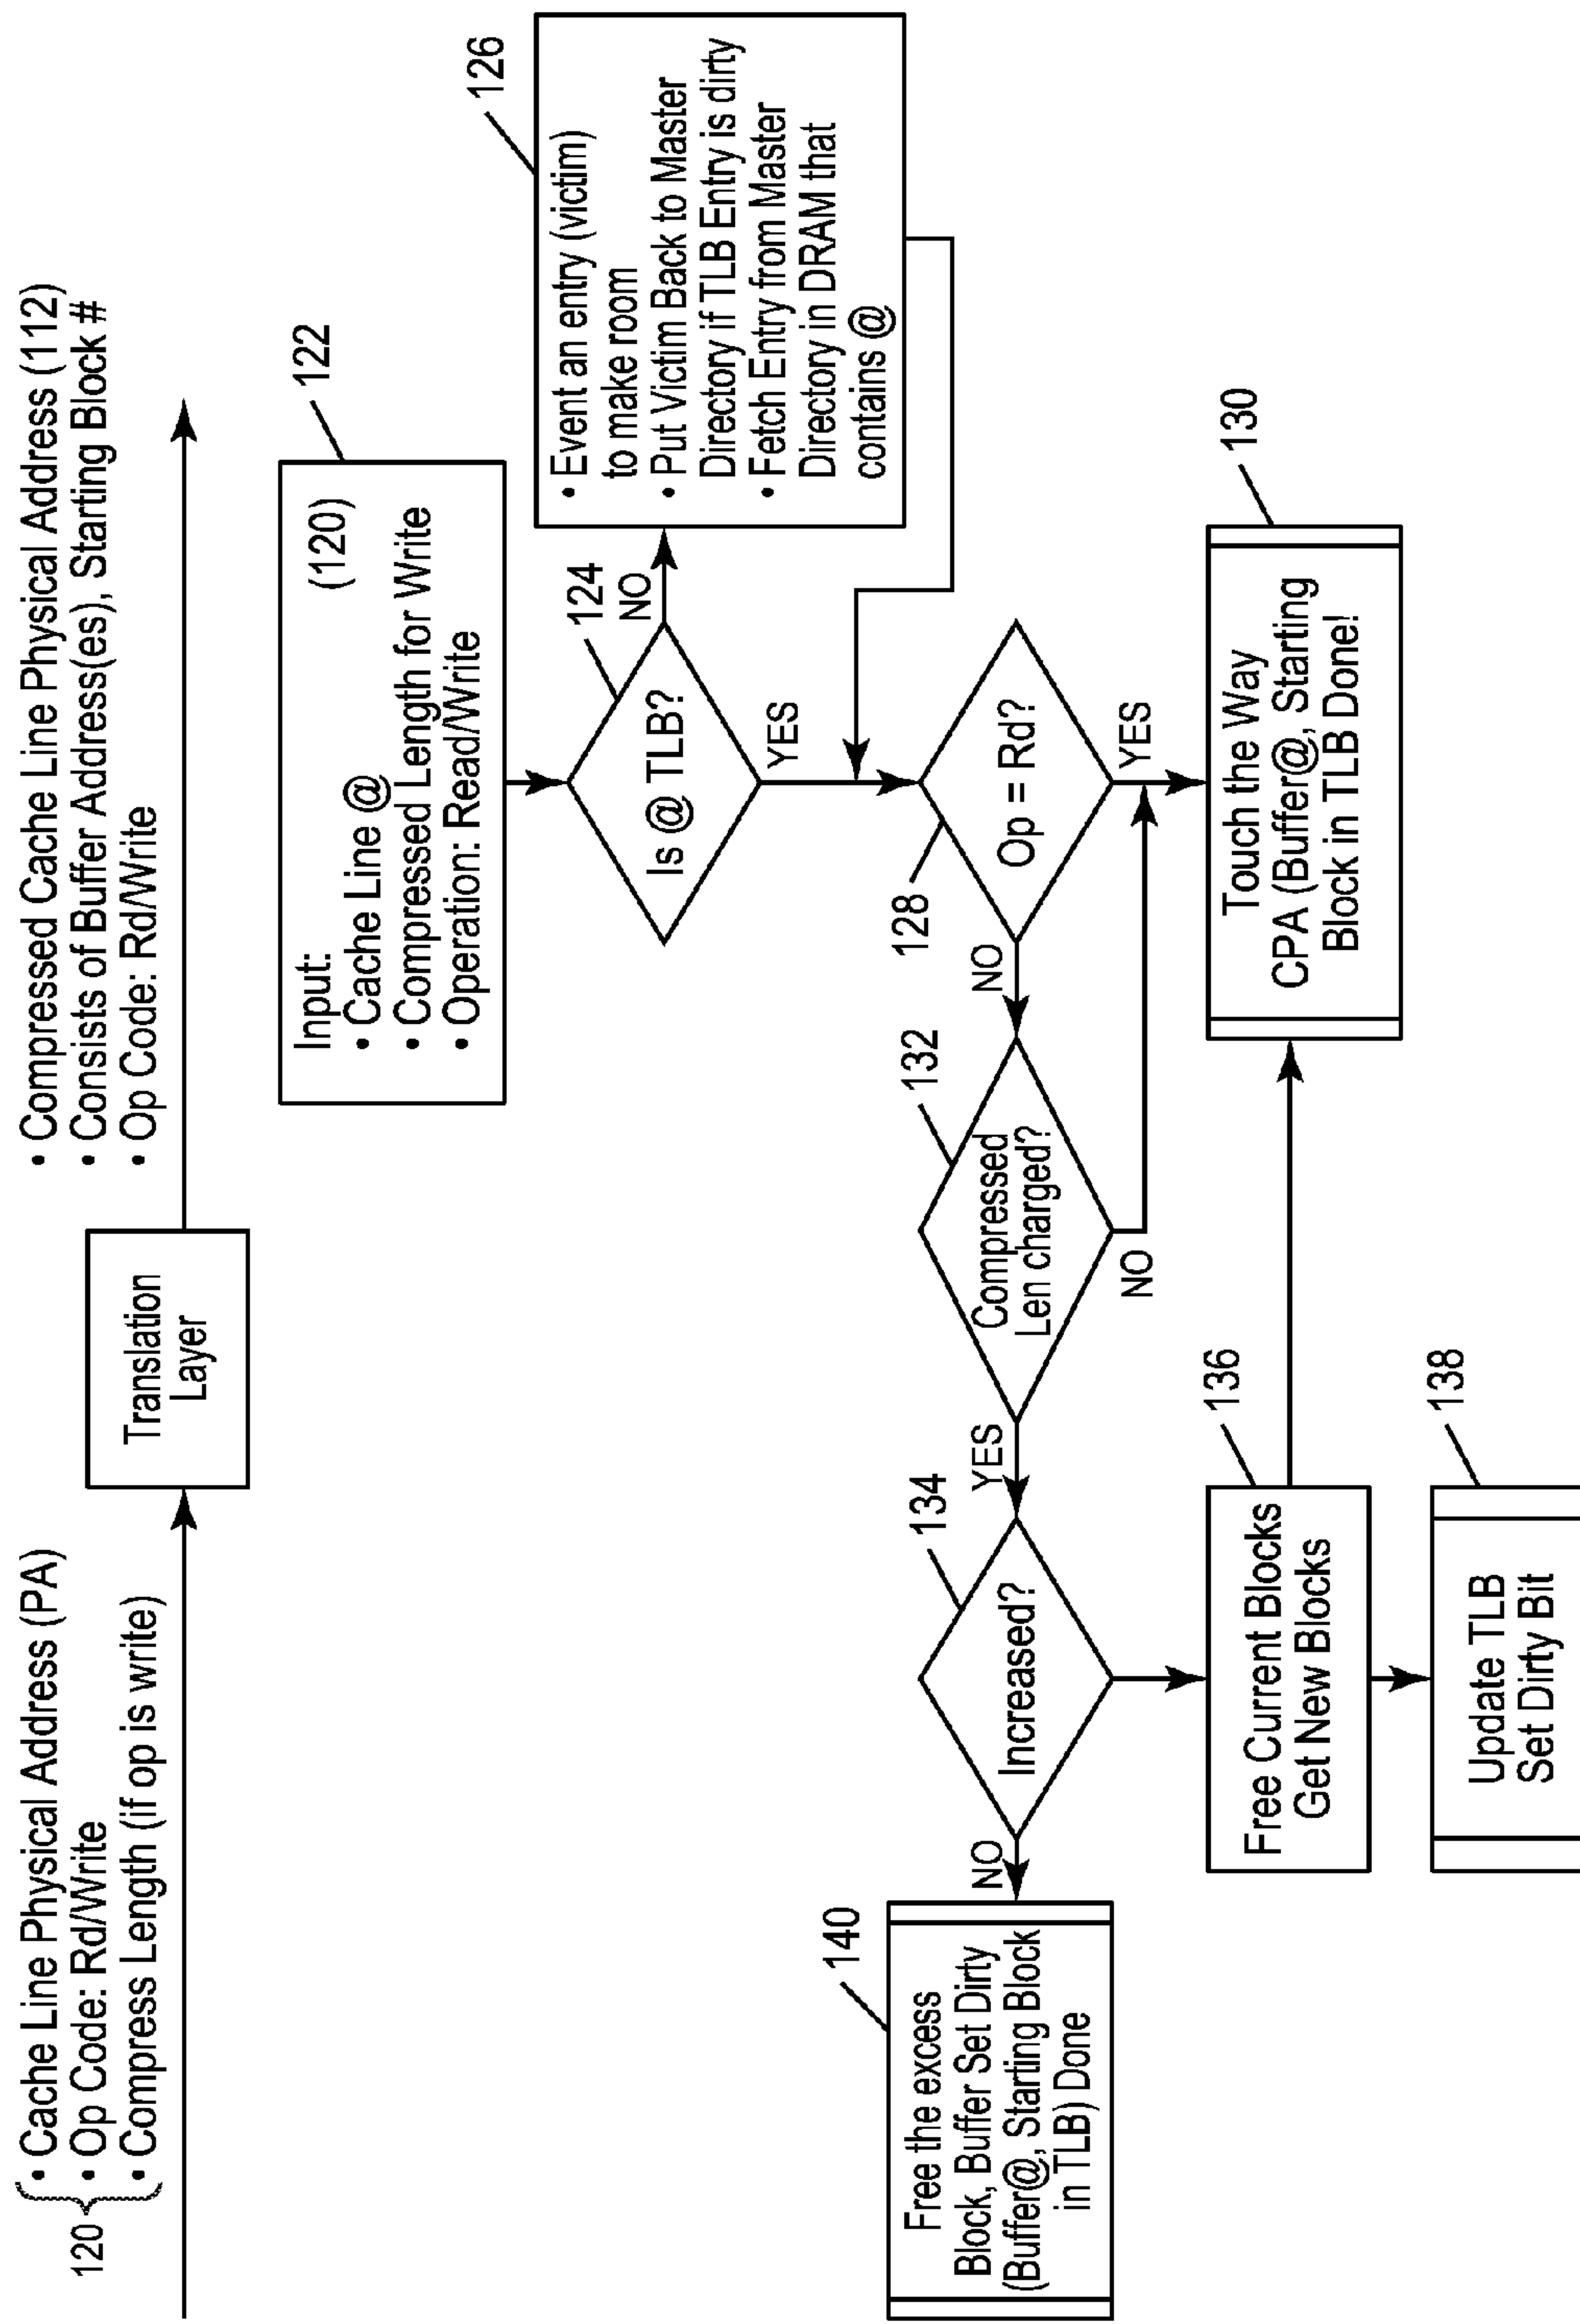 120
• Cache Line Physical Address (PA)
• Op Code: Rd/Write
• Compress Length (if op is write)
Translation
Layer
• Compressed Cache Line Physical Address (112)
• Consists of Buffer Address(es), Starting Block #
• Op Code: Rd/Write
122
Input: (120)
• Cache Line @
• Compressed Length for Write
• Operation: Read/Write
124
Is @ TLB?
NO
YES
126
• Event an entry (victim)
to make room
• Put Victim Back to Master
Directory if TLB Entry is dirty
• Fetch Entry from Master
Directory in DRAM that
contains @
128
Op = Rd?
NO
YES
130
Touch the Way
CPA (Buffer@, Starting
Block in TLB Done!
132
Compressed
Len charged?
YES
NO
134
Increased?
NO
136
Free Current Blocks
Get New Blocks
138
Update TLB
Set Dirty Bit
140
Free the excess
Block, Buffer Set Dirty
(Buffer@, Starting Block
in TLB) Done